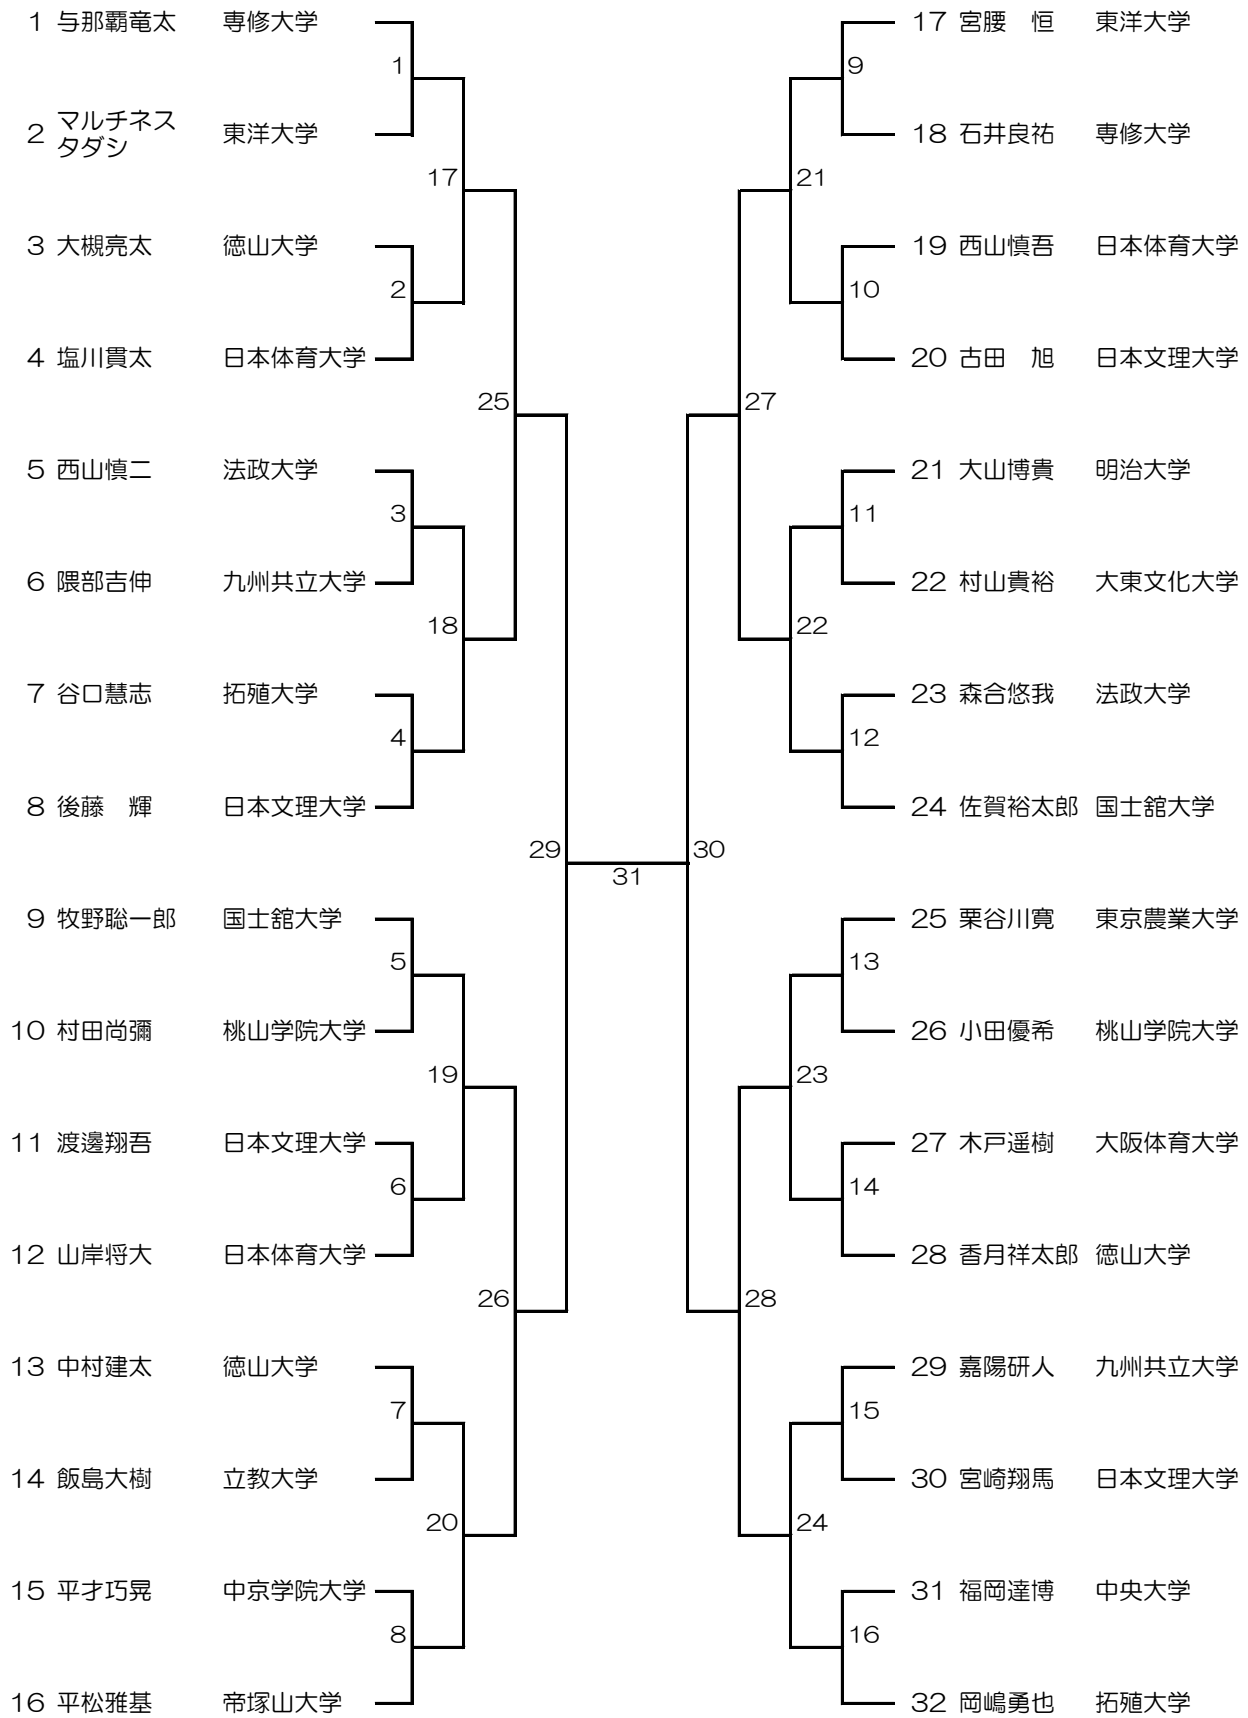 1 与那覇竜太 専修大学
1
2 マルチネス
タダシ 東洋大学
17
3 大槻亮太 徳山大学
2
4 塩川貫太 日本体育大学
25
5 西山慎二 法政大学
3
6 隈部吉伸 九州共立大学
18
7 谷口慧志 拓殖大学
4
8 後藤　輝 日本文理大学
29
9 牧野聡一郎 国士舘大学
5
10 村田尚彌 桃山学院大学
19
11 渡邊翔吾 日本文理大学
6
12 山岸将大 日本体育大学
26
13 中村建太 徳山大学
7
14 飯島大樹 立教大学
20
15 平才巧晃 中京学院大学
8
16 平松雅基 帝塚山大学
31
17 宮腰　恒 東洋大学
9
18 石井良祐 専修大学
21
19 西山慎吾 日本体育大学
10
20 古田　旭 日本文理大学
27
21 大山博貴 明治大学
11
22 村山貴裕 大東文化大学
22
23 森合悠我 法政大学
12
24 佐賀裕太郎 国士舘大学
30
25 栗谷川寛 東京農業大学
13
26 小田優希 桃山学院大学
23
27 木戸遥樹 大阪体育大学
14
28 香月祥太郎 徳山大学
28
29 嘉陽研人 九州共立大学
15
30 宮崎翔馬 日本文理大学
24
31 福岡達博 中央大学
16
32 岡嶋勇也 拓殖大学